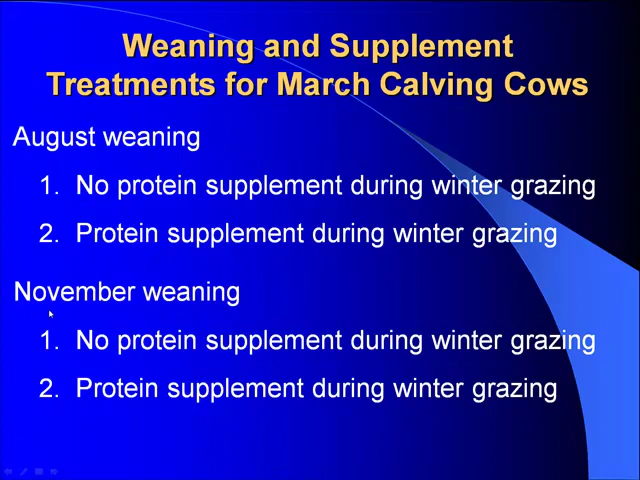 Weaning and Supplement
Treatments for March Calving Cows
August weaning
1. No protein supplement during winter grazing
2. Protein supplement during winter grazing
November weaning
1. No protein supplement during winter grazing
2. Protein supplement during winter grazing